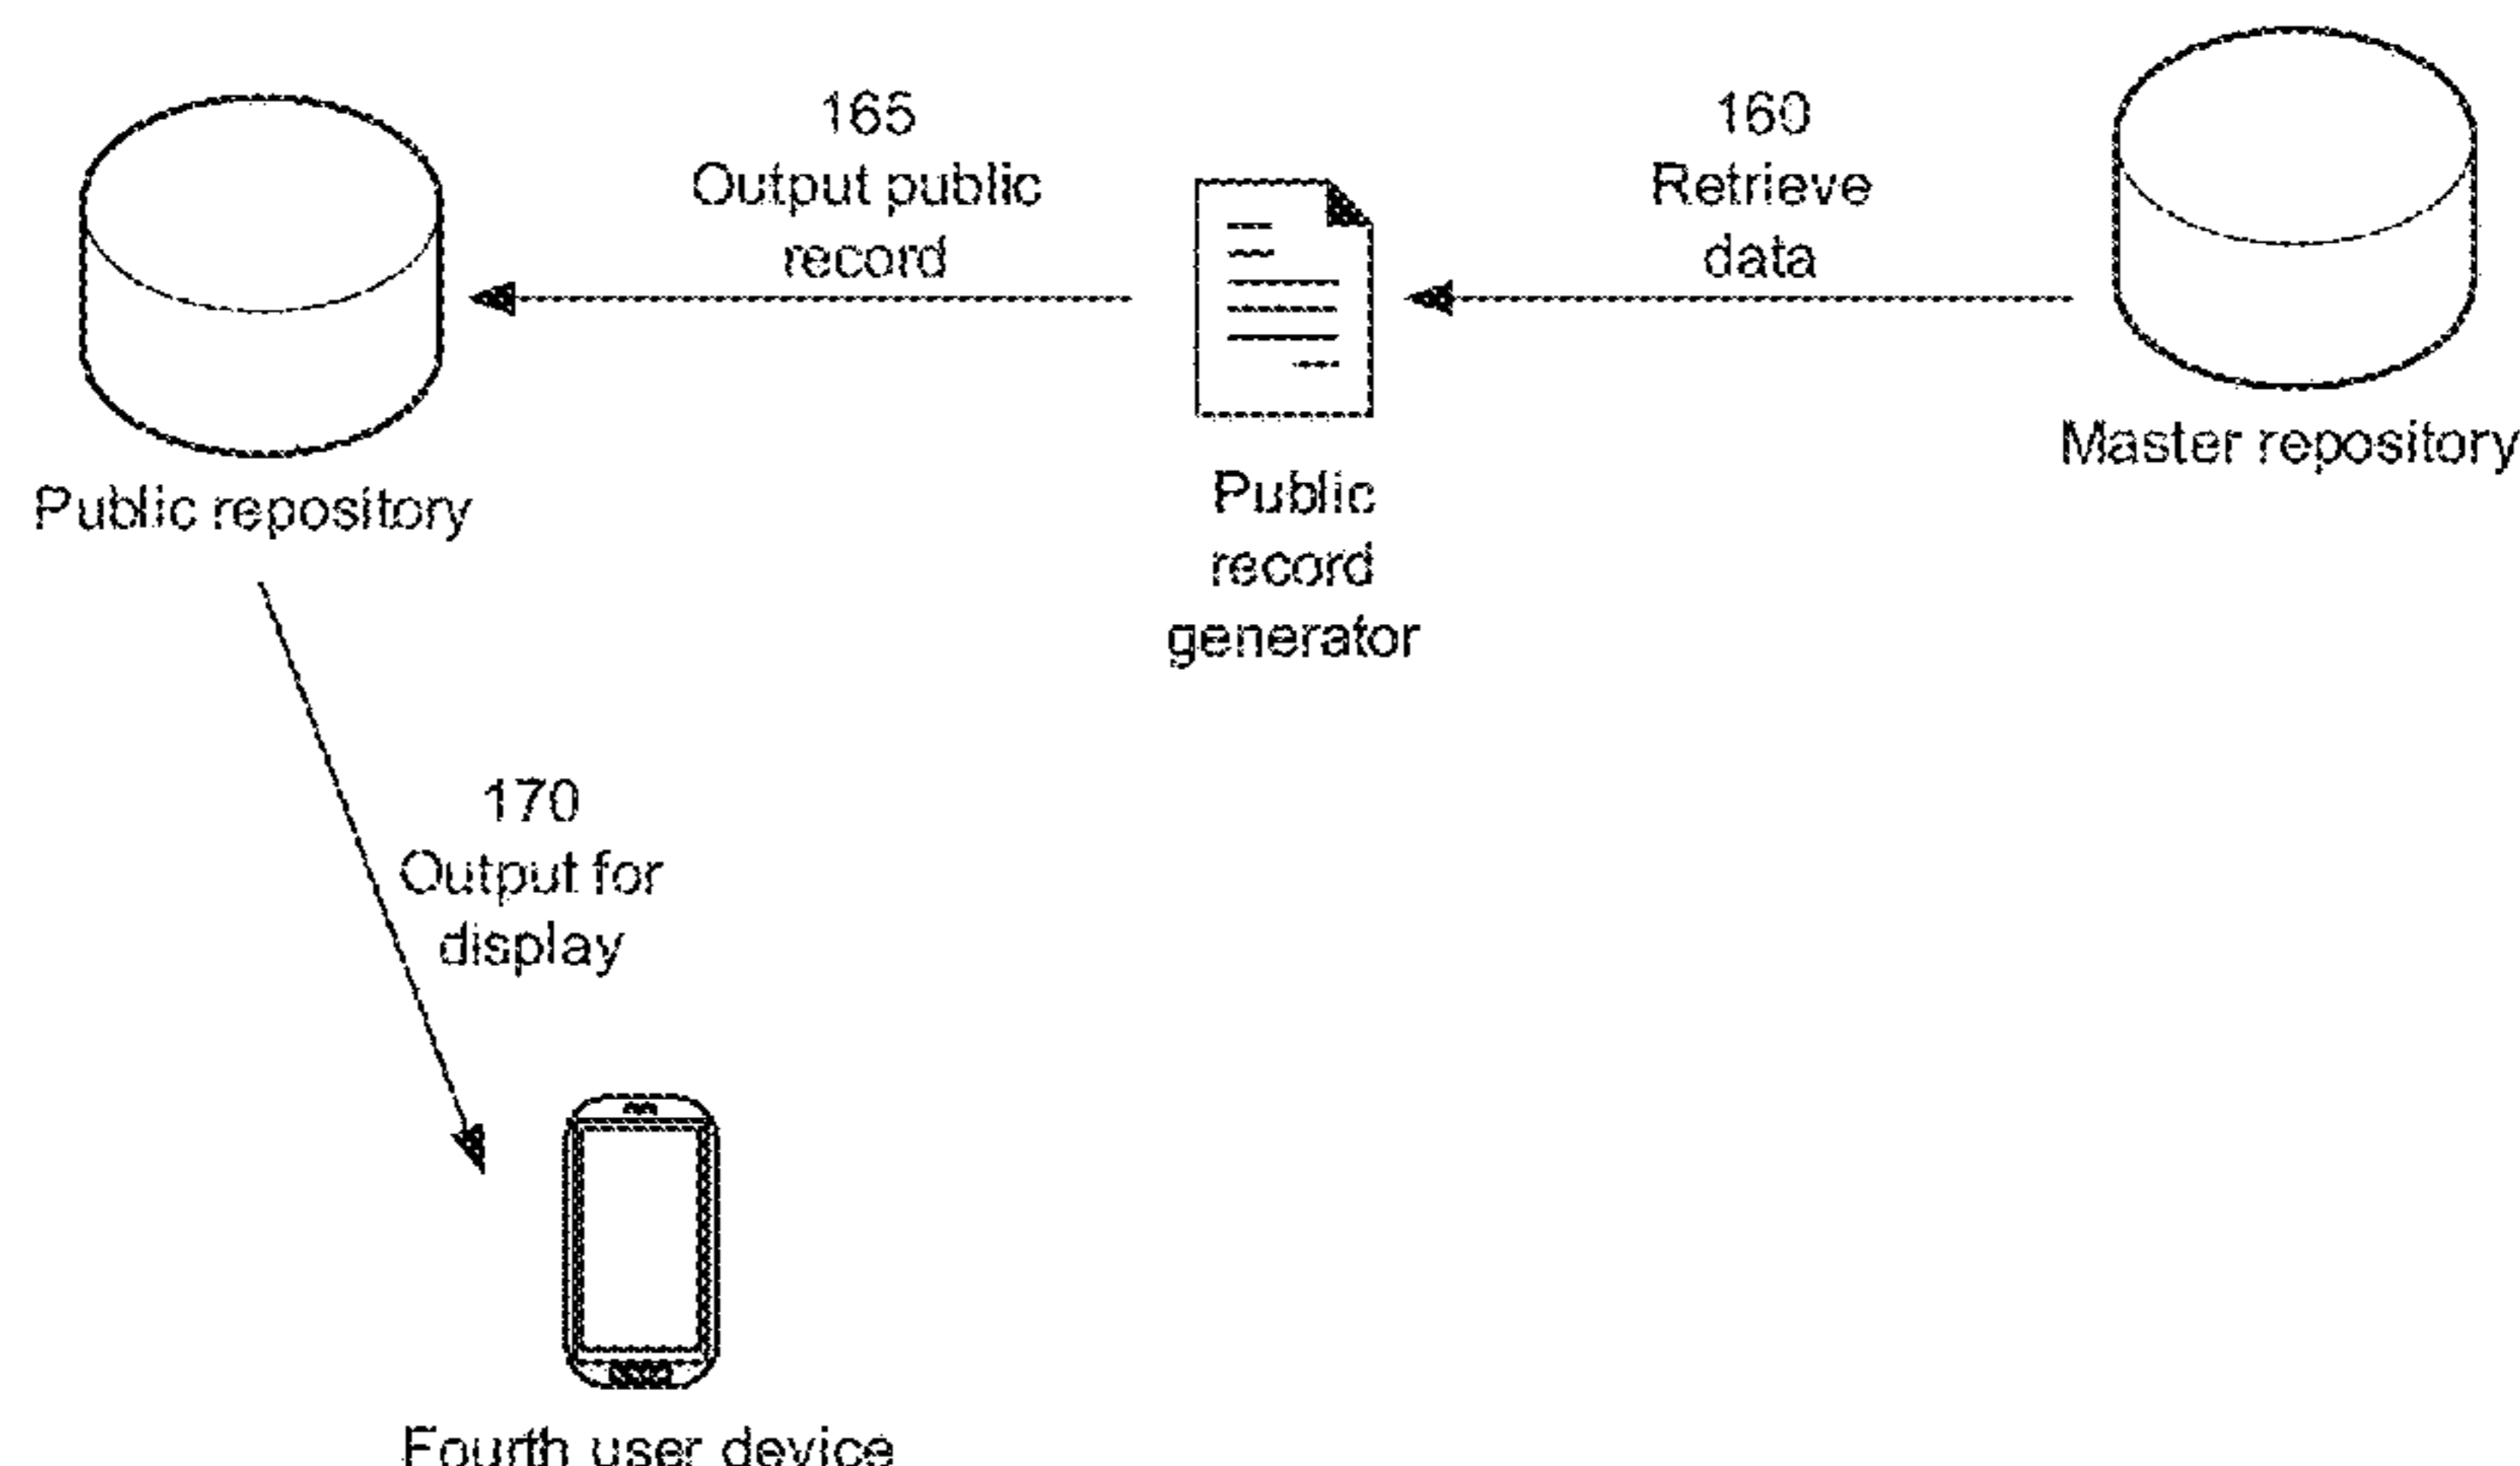 165
Output public
record
160
Retrieve
data
Public repository
Public
record
generator
Master repository
170
Output for
display
Fourth user device